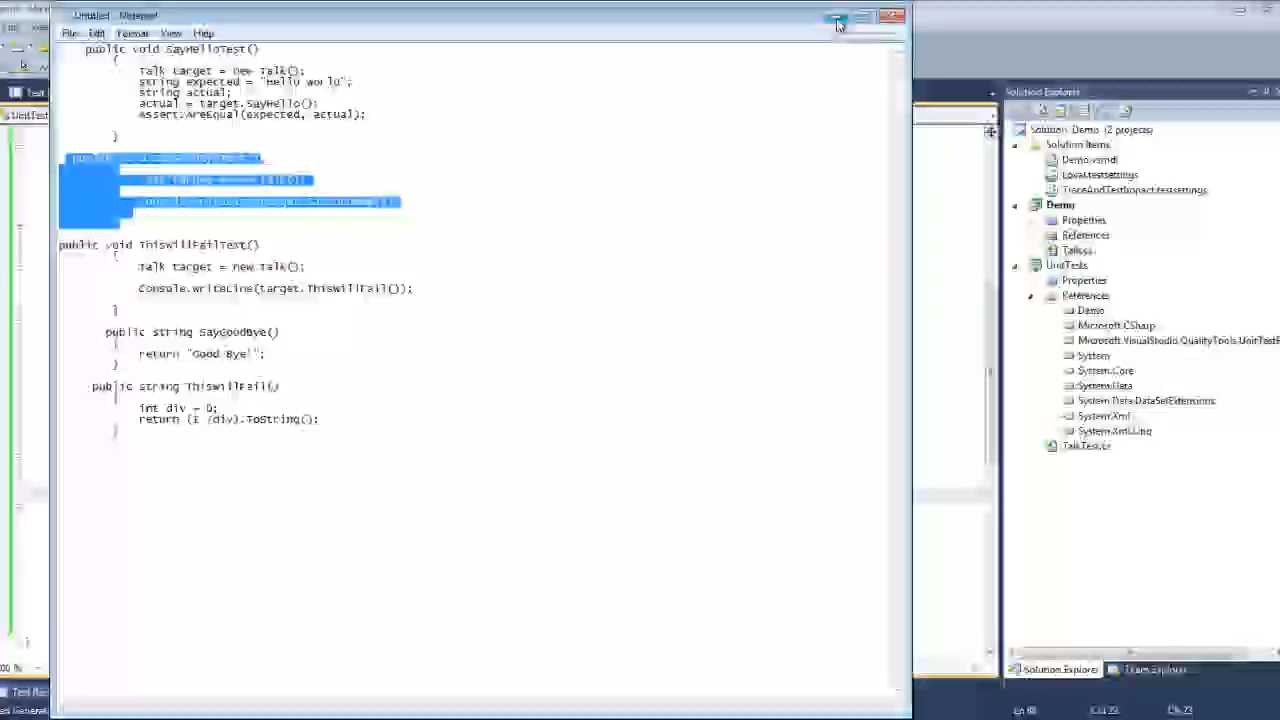 Untitled - Notepad
File Edit Format View Help
public void SayHelloTest()
{
Talk target = new Talk();
string expected = "Hello World";
string actual;
actual = target.SayHello();
Assert.AreEqual(expected, actual);
}
public void ThisWillFailTest()
{
Talk target = new Talk();
Console.WriteLine(target.ThisWillFail());
}
public string SayGoodBye()
{
return "Good Bye!";
}
public string ThisWillFail()
{
int div = 0;
return (1 /div).ToString();
}
Solution Explorer
Solution 'Demo' (2 projects)
Solution Items
Demo.vsmdi
Local.testsettings
TraceAndTestImpact.testsettings
Demo
Properties
References
Talk.cs
UnitTests
Properties
References
Demo
Microsoft.CSharp
Microsoft.VisualStudio.QualityTools.UnitTestF
System
System.Core
System.Data
System.Data.DataSetExtensions
System.Xml
System.Xml.Linq
TalkTest.cs
Solution Explorer
Team Explorer